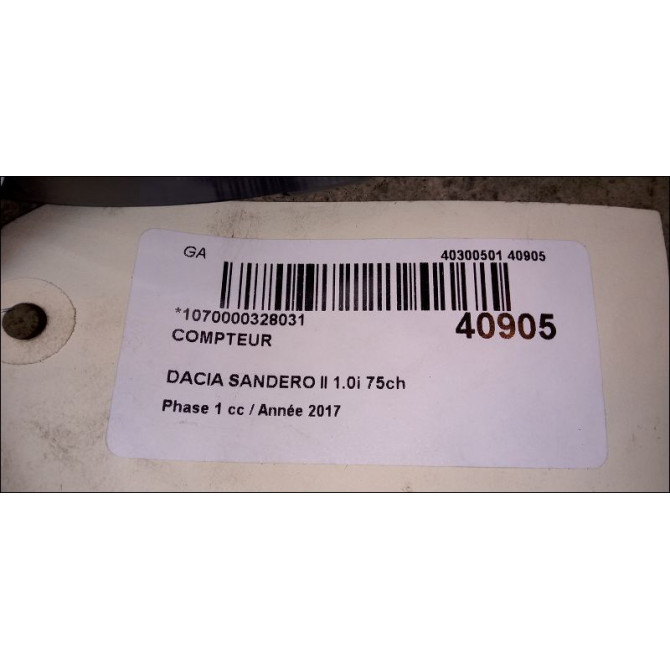 GA 40300501 40905
*1070000328031 40905
COMPTEUR
DACIA SANDERO II 1.0i 75ch
Phase 1 cc / Année 2017